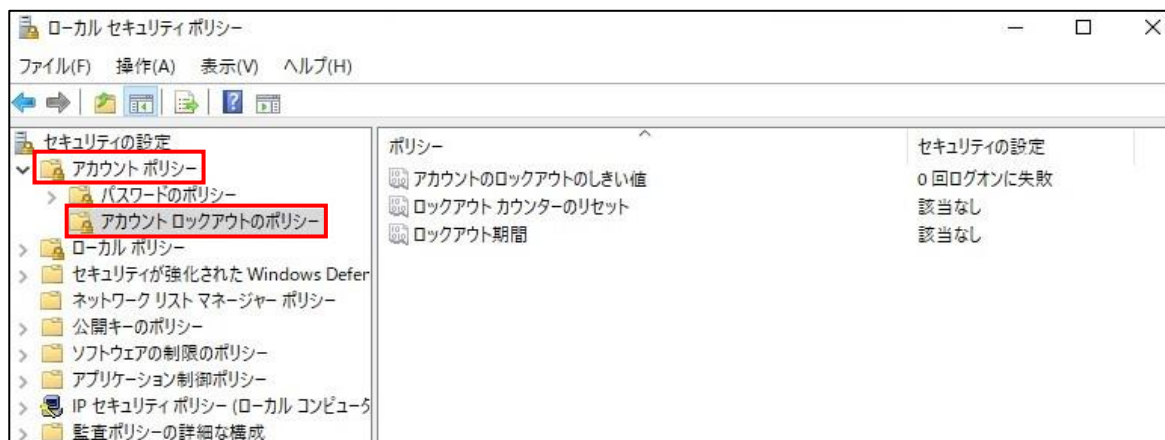 ローカル セキュリティ ポリシー
ファイル(F) 操作(A) 表示(V) ヘルプ(H)
セキュリティの設定
アカウント ポリシー
パスワードのポリシー
アカウント ロックアウトのポリシー
ローカル ポリシー
セキュリティが強化された Windows Defer
ネットワーク リスト マネージャー ポリシー
公開キーのポリシー
ソフトウェアの制限のポリシー
アプリケーション制御ポリシー
IP セキュリティ ポリシー (ローカル コンピュータ
監査ポリシーの詳細な構成
ポリシー セキュリティの設定
アカウントのロックアウトのしきい値 0 回ログオンに失敗
ロックアウト カウンターのリセット 該当なし
ロックアウト期間 該当なし